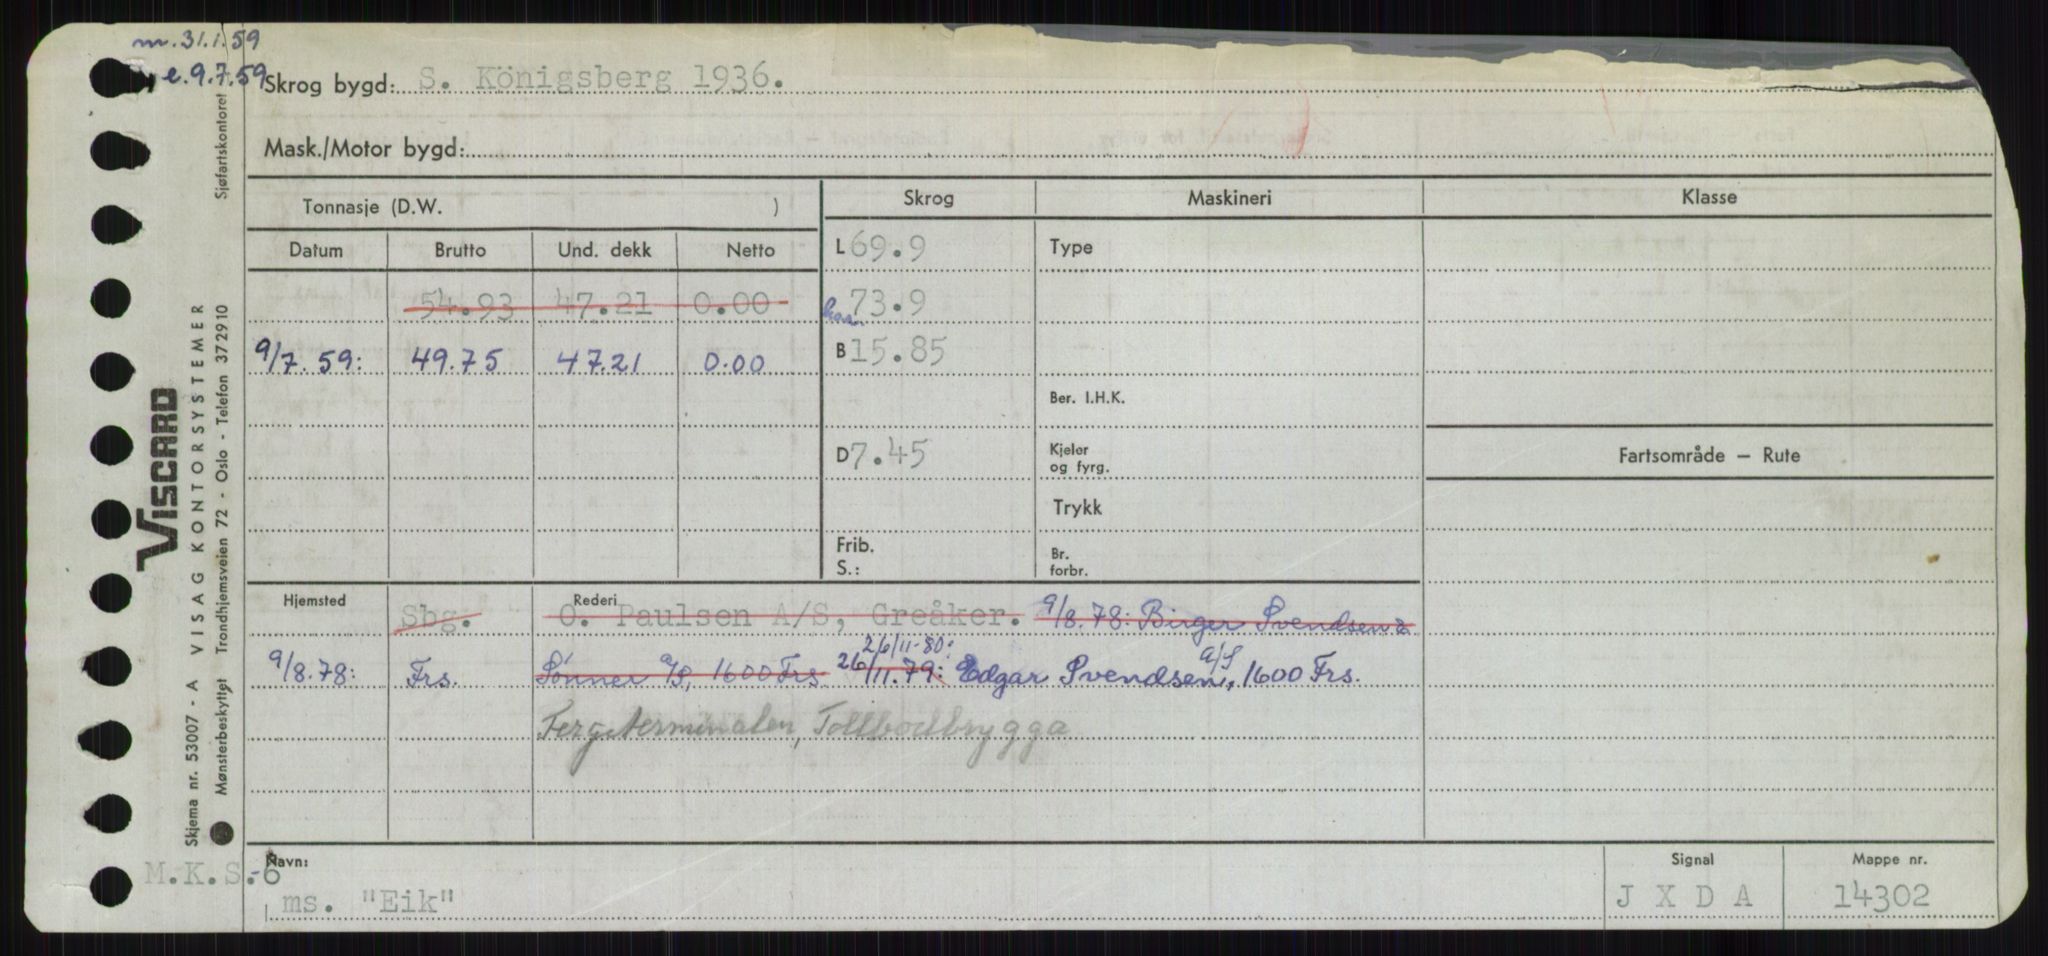 m. 31.1.59
e. 9.7.59
Skrog bygd: S. Königsberg 1936.
Mask./Motor bygd:
Tonnasje (D.W. )
Skrog Maskineri Klasse
Datum Brutto Und. dekk Netto
L 69.9 Type
54.93 47.21 0.00
73.9
9/7.59: 49.75 47.21 0.00
B 15.85
Ber. I.H.K.
D 7.45 Kjeler og fyrg.
Fartsområde — Rute
Trykk
Frib.
S.:
Br. forbr.
Hjemsted Rederi
Sbg. O. Paulsen A/S, Greåker. 9/8.78: Birger Svendsen &
26/11-80:
9/8.78: Frs. Sønner A/S, 1600 Frs 26/11.79: Edgar Svendsen A/S, 1600 Frs.
Fergeterminalen, Tollbodbrygga
M.K.S.-6
Navn: Signal Mappe nr.
ms. "Eik" J X D A 14302
Sjøfartskontoret
VISCARD
Skjema nr. 53007 - A VISAG KONTORSYSTEMER
Mønsterbeskyttet Trondhjemsveien 72 - Oslo - Telefon 372910